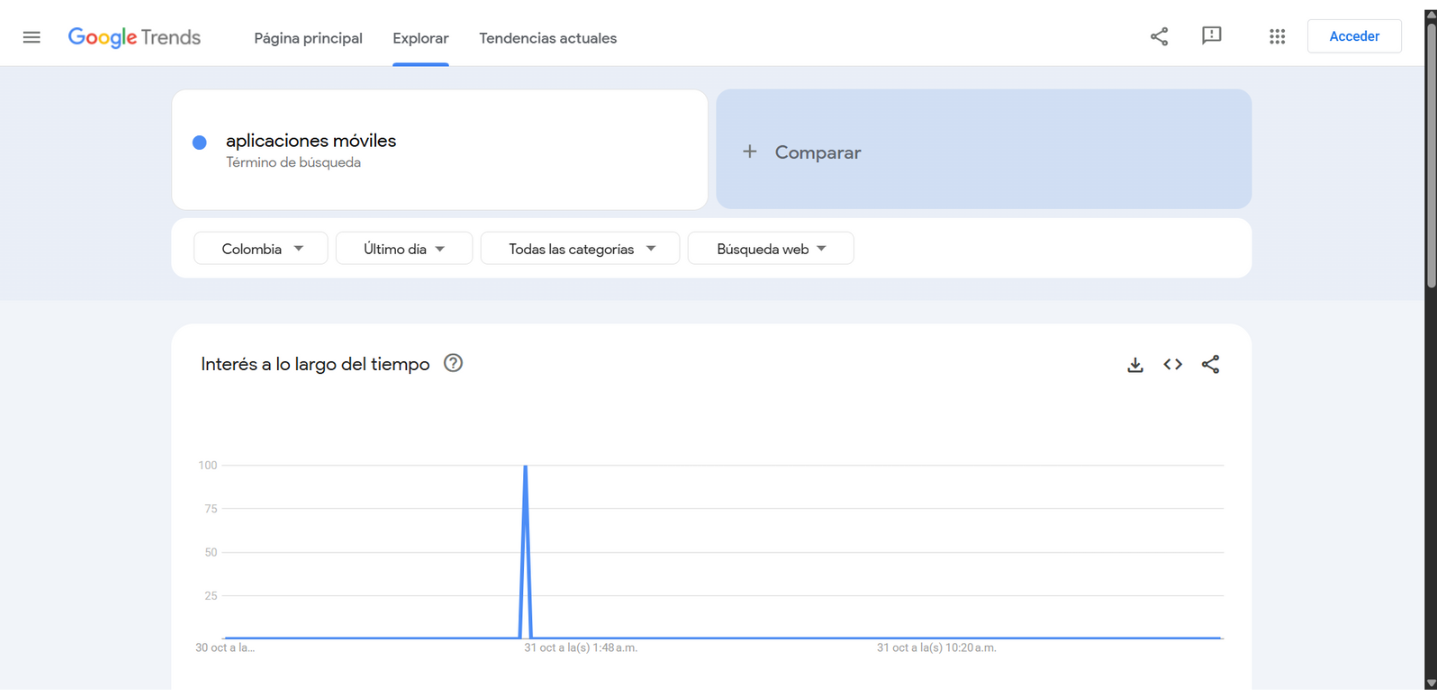 Google Trends Página principal Explorar Tendencias actuales Acceder
aplicaciones móviles
Término de búsqueda
+ Comparar
Colombia Último día Todas las categorías Búsqueda web
Interés a lo largo del tiempo
100
75
50
25
30 oct a la... 31 oct a la(s) 1:48 a.m. 31 oct a la(s) 10:20 a.m.